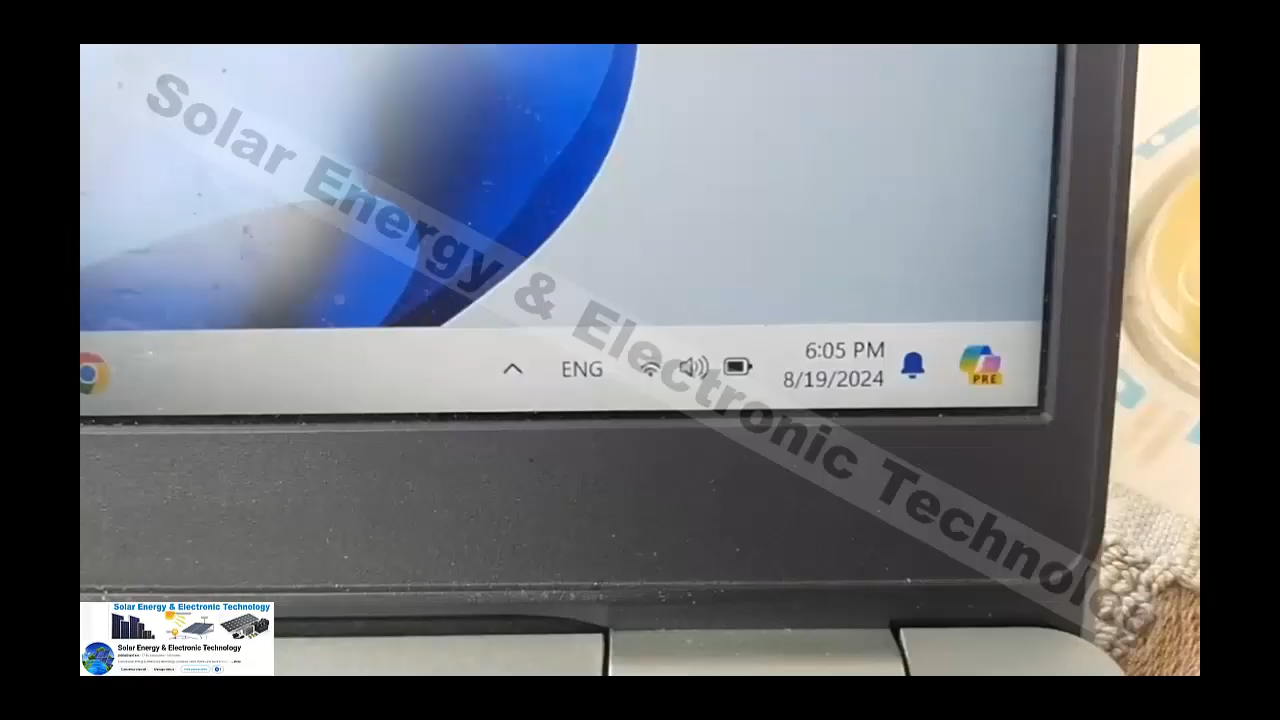 Solar Energy & Electronic Technolo
ENG
6:05 PM
8/19/2024
PRE
Solar Energy & Electronic Technology
Solar Energy & Electronic Technology